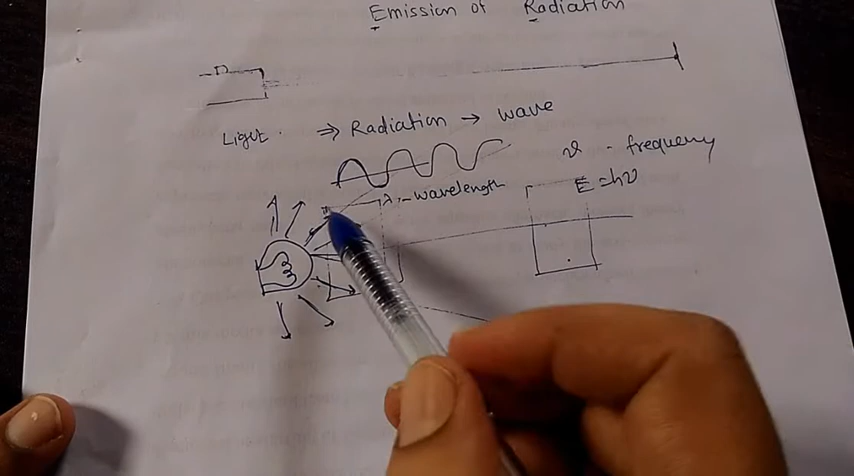 Emission of Radiation
Light. ⇒ Radiation → wave
ν - frequency
λ - wavelength E = hν